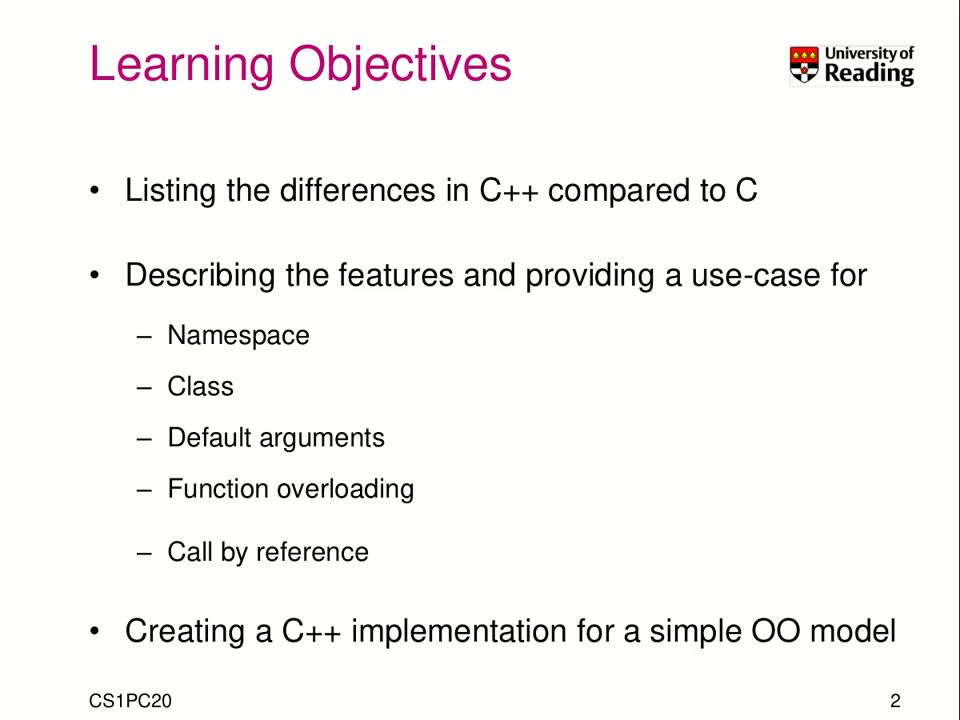 Learning Objectives
University of
Reading
• Listing the differences in C++ compared to C
• Describing the features and providing a use-case for
– Namespace
– Class
– Default arguments
– Function overloading
– Call by reference
• Creating a C++ implementation for a simple OO model
CS1PC20
2